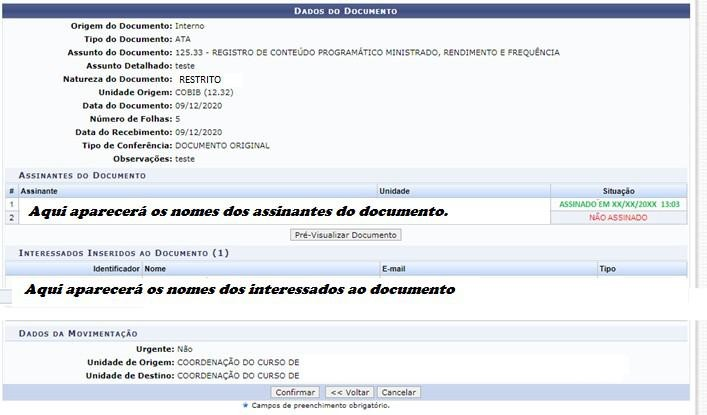 DADOS DO DOCUMENTO
Origem do Documento: Interno
Tipo do Documento: ATA
Assunto do Documento: 125.33 - REGISTRO DE CONTEÚDO PROGRAMÁTICO MINISTRADO, RENDIMENTO E FREQUÊNCIA
Assunto Detalhado: teste
Natureza do Documento: RESTRITO
Unidade Origem: COBIB (12.32)
Data do Documento: 09/12/2020
Número de Folhas: 5
Data do Recebimento: 09/12/2020
Tipo de Conferência: DOCUMENTO ORIGINAL
Observações: teste
ASSINANTES DO DOCUMENTO
# Assinante Unidade Situação
1 ASSINADO EM XX/XX/20XX 13:03
Aqui aparecerá os nomes dos assinantes do documento.
2 NÃO ASSINADO
Pré-Visualizar Documento
INTERESSADOS INSERIDOS AO DOCUMENTO (1)
Identificador Nome E-mail Tipo
Aqui aparecerá os nomes dos interessados ao documento
DADOS DA MOVIMENTAÇÃO
Urgente: Não
Unidade de Origem: COORDENAÇÃO DO CURSO DE
Unidade de Destino: COORDENAÇÃO DO CURSO DE
Confirmar << Voltar Cancelar
★ Campos de preenchimento obrigatório.